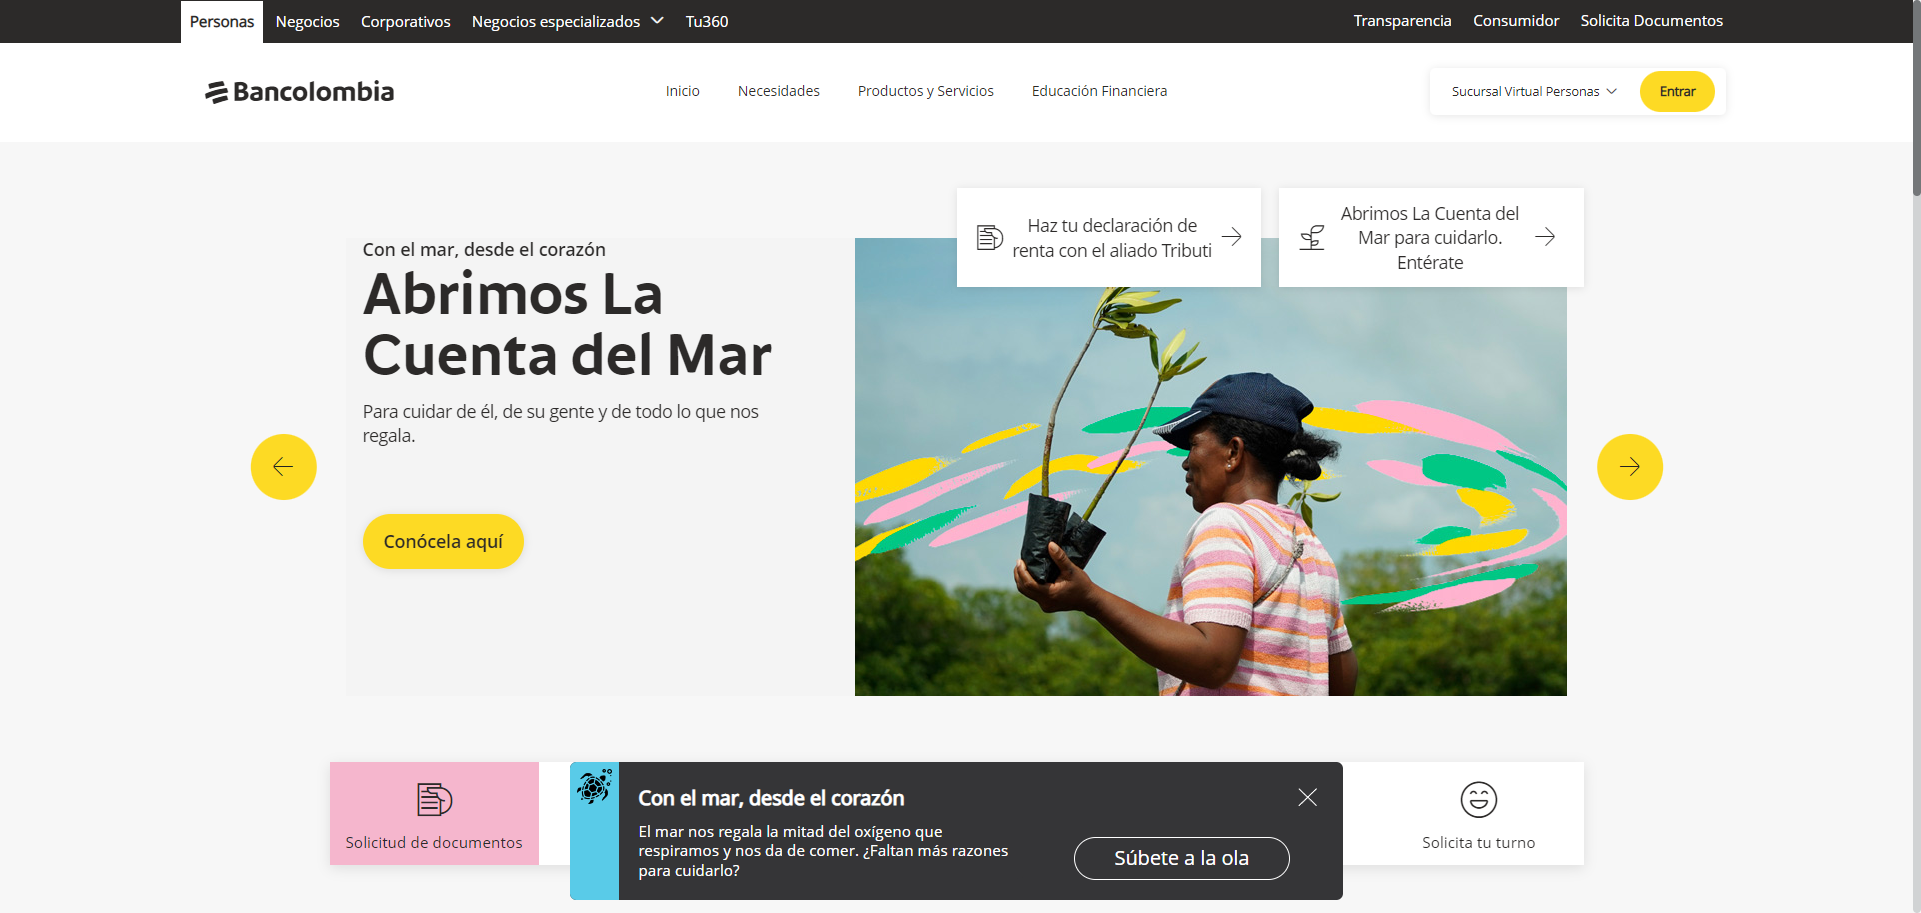 Personas Negocios Corporativos Negocios especializados Tu360 Transparencia Consumidor Solicita Documentos
Bancolombia Inicio Necesidades Productos y Servicios Educación Financiera Sucursal Virtual Personas Entrar
Haz tu declaración de
renta con el aliado Tributi
Abrimos La Cuenta del
Mar para cuidarlo.
Entérate
Con el mar, desde el corazón
Abrimos La
Cuenta del Mar
Para cuidar de él, de su gente y de todo lo que nos
regala.
Conócela aquí
Solicitud de documentos
Con el mar, desde el corazón
El mar nos regala la mitad del oxígeno que
respiramos y nos da de comer. ¿Faltan más razones
para cuidarlo?
Súbete a la ola
Solicita tu turno